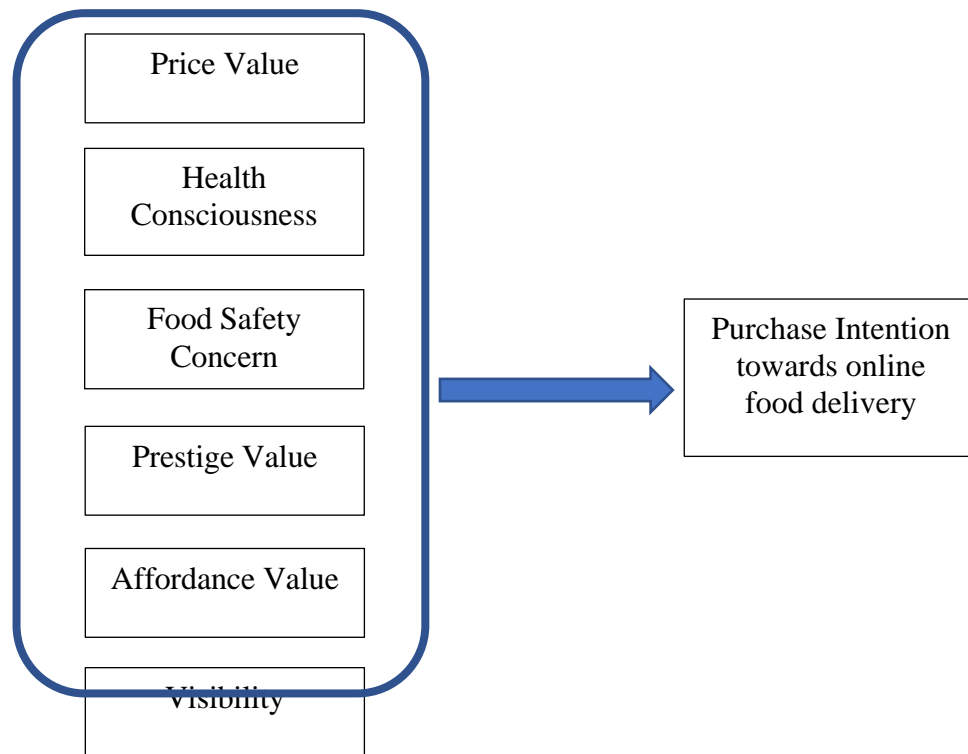 Price Value
Health
Consciousness
Food Safety
Concern
Prestige Value
Affordance Value
Visibility
Purchase Intention
towards online
food delivery